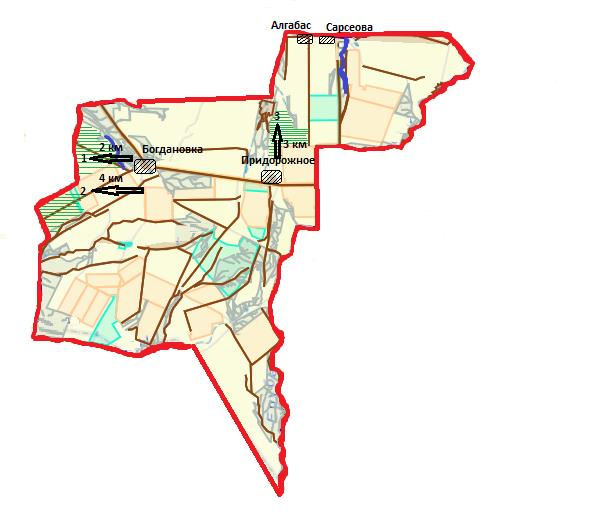 Алгабас
Сарсеова
3
2 км
Богдановка
3 км
1
Придорожное
4 км
2